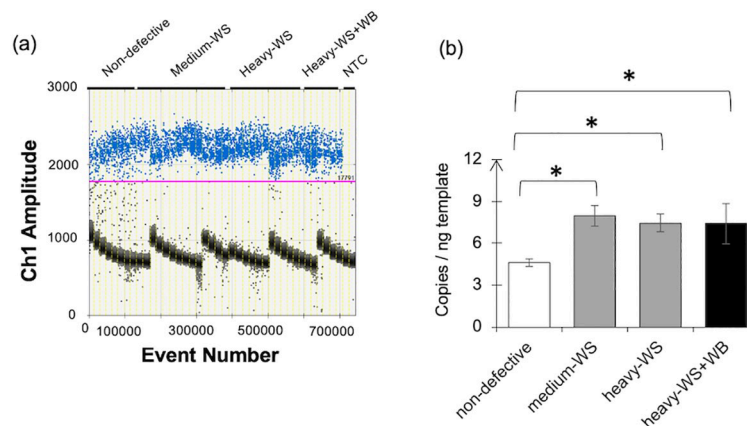 (a)
Non-defective
Medium-WS
Heavy-WS
Heavy-WS+WB
NTC
3000
2000
1000
0
17791
Ch1 Amplitude
0 100000 300000 500000 700000
Event Number
(b)
*
*
*
12
9
6
3
0
Copies / ng template
non-defective
medium-WS
heavy-WS
heavy-WS+WB